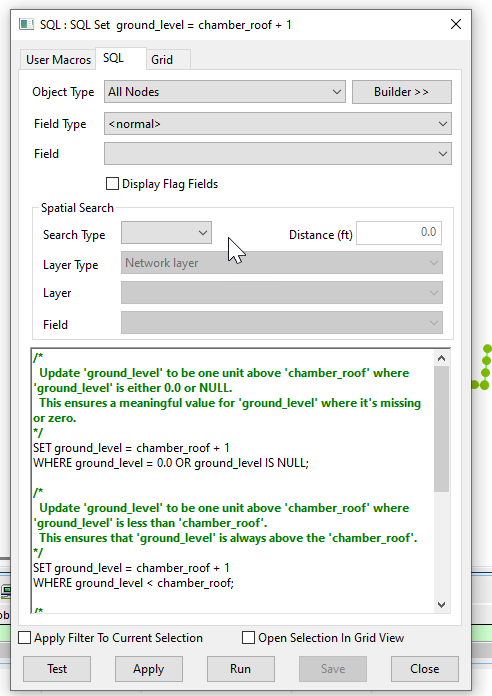 SQL : SQL Set  ground_level = chamber_roof + 1
User Macros SQL Grid
Object Type All Nodes Builder >>
Field Type <normal>
Field
Display Flag Fields
Spatial Search
Search Type Distance (ft) 0.0
Layer Type Network layer
Layer
Field
/*
Update 'ground_level' to be one unit above 'chamber_roof' where
'ground_level' is either 0.0 or NULL.
This ensures a meaningful value for 'ground_level' where it's missing
or zero.
*/
SET ground_level = chamber_roof + 1
WHERE ground_level = 0.0 OR ground_level IS NULL;
/*
Update 'ground_level' to be one unit above 'chamber_roof' where
'ground_level' is less than 'chamber_roof'.
This ensures that 'ground_level' is always above the 'chamber_roof'.
*/
SET ground_level = chamber_roof + 1
WHERE ground_level < chamber_roof;
/*
Apply Filter To Current Selection Open Selection In Grid View
Test Apply Run Save Close